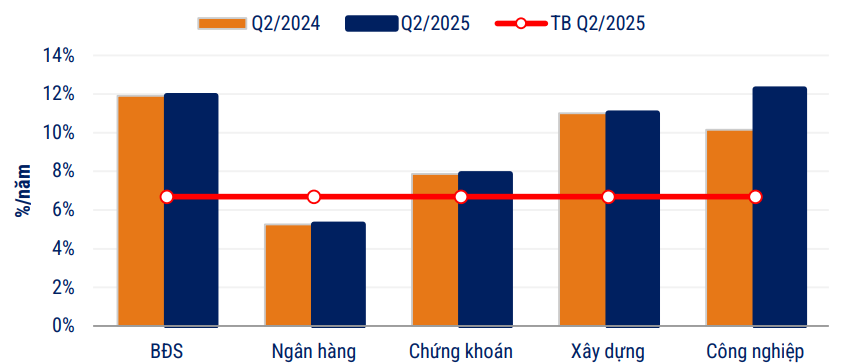 Q2/2024 Q2/2025 TB Q2/2025
14%
12%
10%
8%
6%
4%
2%
0%
%/năm
BĐS Ngân hàng Chứng khoán Xây dựng Công nghiệp